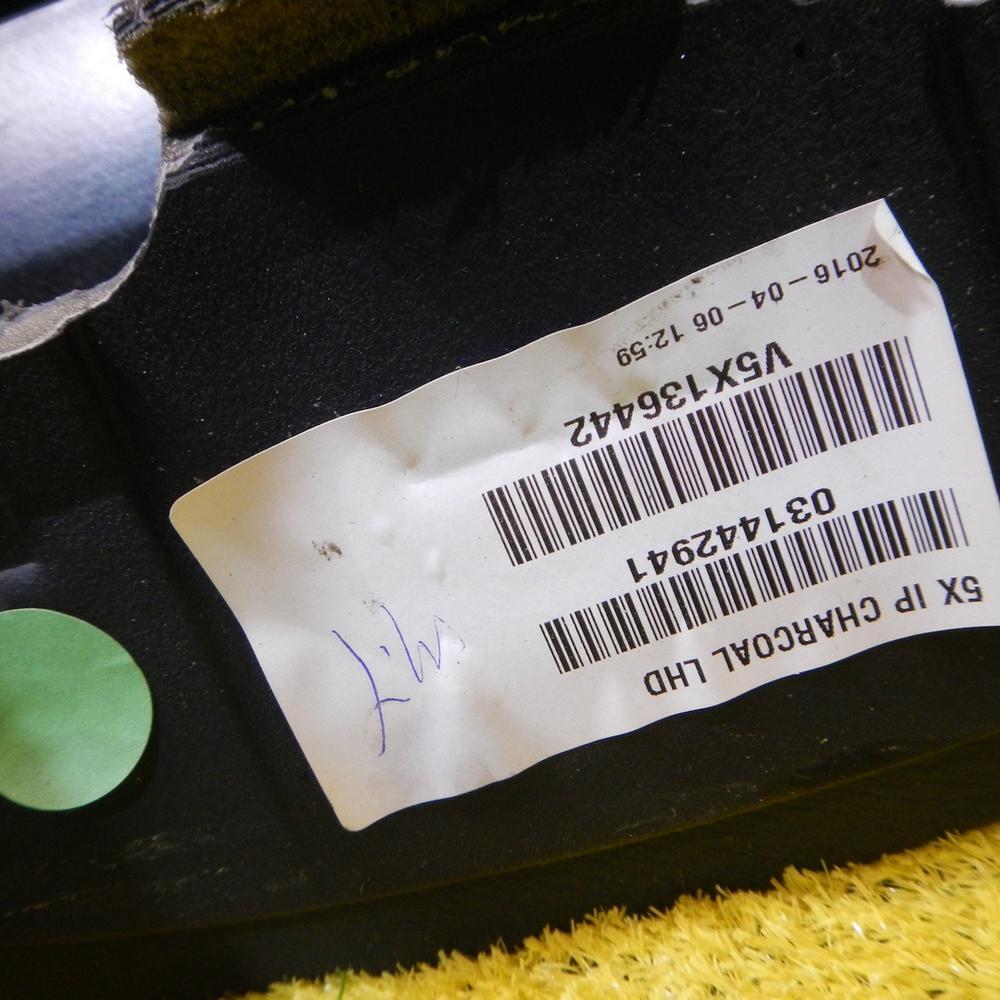 5X IP CHARCOAL LHD
031442941
V5X136442
2016-04-06 12:59